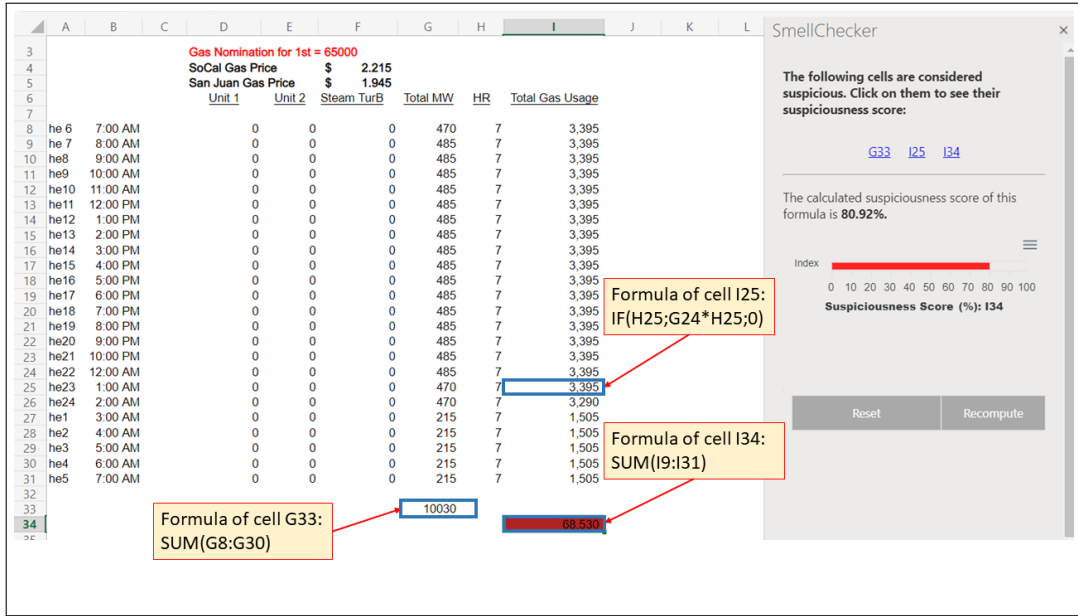 A B C D E F G H I J K L
SmellChecker ×
3 Gas Nomination for 1st = 65000
4 SoCal Gas Price $ 2.215
5 San Juan Gas Price $ 1.945
6 Unit 1 Unit 2 Steam TurB Total MW HR Total Gas Usage
7
8 he 6 7:00 AM 0 0 0 470 7 3,395
9 he 7 8:00 AM 0 0 0 485 7 3,395
10 he8 9:00 AM 0 0 0 485 7 3,395
11 he9 10:00 AM 0 0 0 485 7 3,395
12 he10 11:00 AM 0 0 0 485 7 3,395
13 he11 12:00 PM 0 0 0 485 7 3,395
14 he12 1:00 PM 0 0 0 485 7 3,395
15 he13 2:00 PM 0 0 0 485 7 3,395
16 he14 3:00 PM 0 0 0 485 7 3,395
17 he15 4:00 PM 0 0 0 485 7 3,395
18 he16 5:00 PM 0 0 0 485 7 3,395
19 he17 6:00 PM 0 0 0 485 7 3,395
20 he18 7:00 PM 0 0 0 485 7 3,395
21 he19 8:00 PM 0 0 0 485 7 3,395
22 he20 9:00 PM 0 0 0 485 7 3,395
23 he21 10:00 PM 0 0 0 485 7 3,395
24 he22 12:00 AM 0 0 0 485 7 3,395
25 he23 1:00 AM 0 0 0 470 7 3,395
26 he24 2:00 AM 0 0 0 470 7 3,290
27 he1 3:00 AM 0 0 0 215 7 1,505
28 he2 4:00 AM 0 0 0 215 7 1,505
29 he3 5:00 AM 0 0 0 215 7 1,505
30 he4 6:00 AM 0 0 0 215 7 1,505
31 he5 7:00 AM 0 0 0 215 7 1,505
32
33 10030
34 68,530
35
Formula of cell I25:
IF(H25;G24*H25;0)
Formula of cell I34:
SUM(I9:I31)
Formula of cell G33:
SUM(G8:G30)
The following cells are considered
suspicious. Click on them to see their
suspiciousness score:
G33 I25 I34
The calculated suspiciousness score of this
formula is 80.92%.
Index
0 10 20 30 40 50 60 70 80 90 100
Suspiciousness Score (%): I34
Reset Recompute